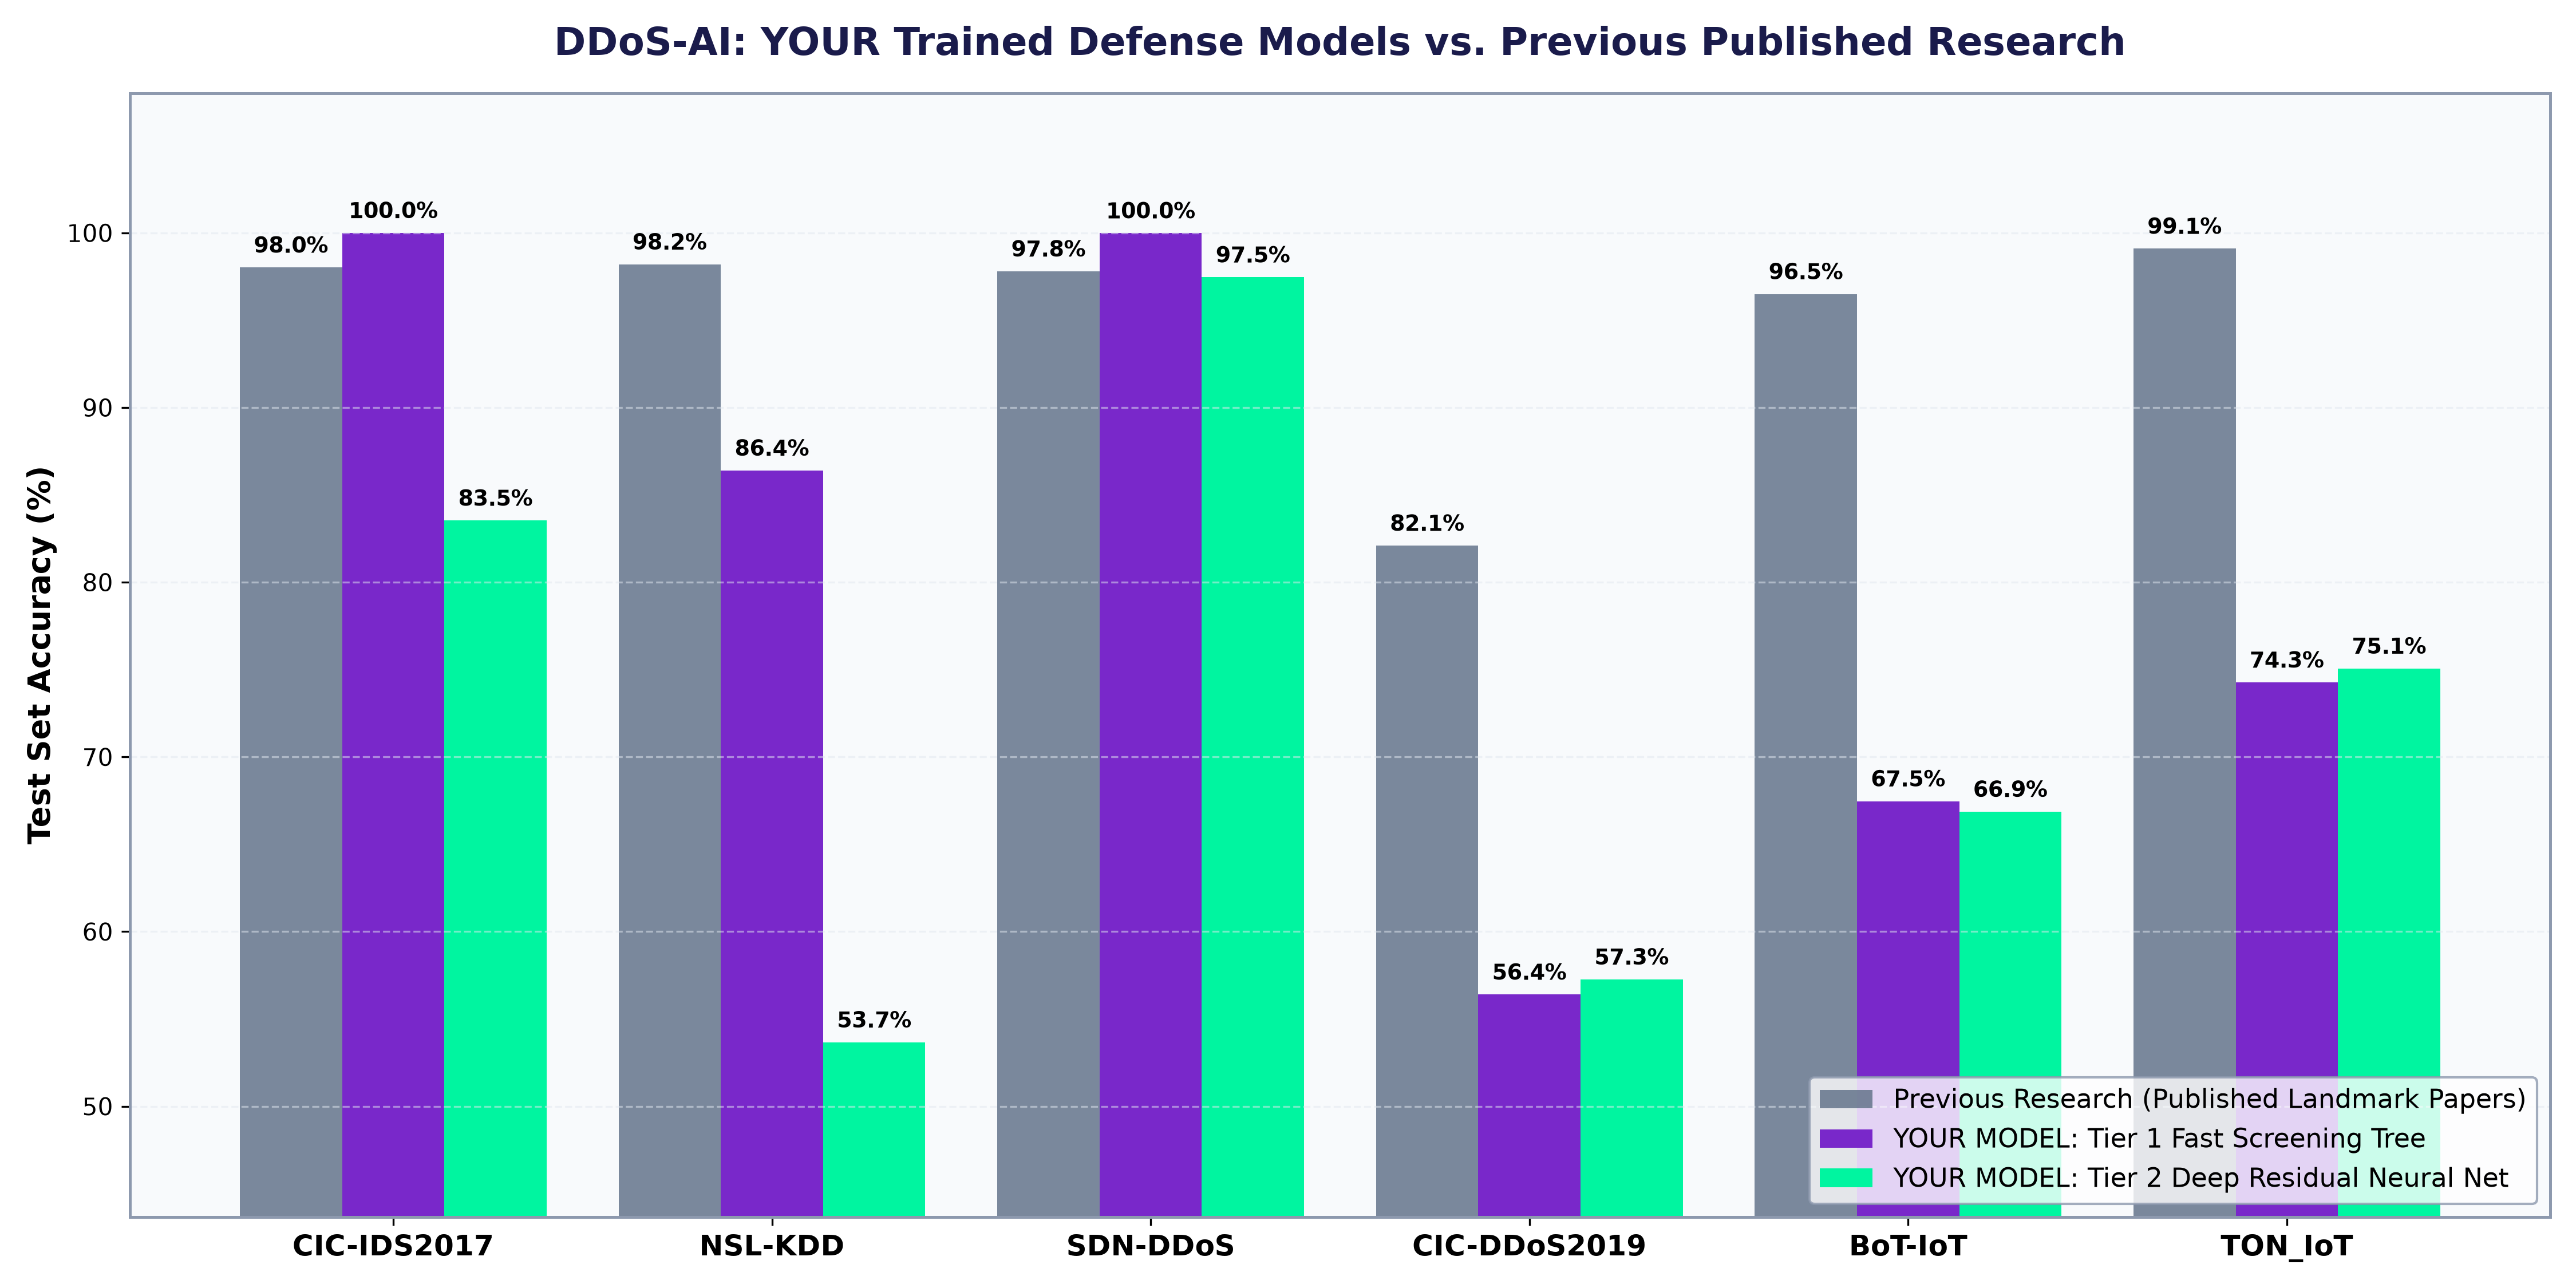 DDoS-AI: YOUR Trained Defense Models vs. Previous Published Research
Test Set Accuracy (%)
100
90
80
70
60
50
98.0%
100.0%
83.5%
98.2%
86.4%
53.7%
97.8%
100.0%
97.5%
82.1%
56.4%
57.3%
96.5%
67.5%
66.9%
99.1%
74.3%
75.1%
Previous Research (Published Landmark Papers)
YOUR MODEL: Tier 1 Fast Screening Tree
YOUR MODEL: Tier 2 Deep Residual Neural Net
CIC-IDS2017
NSL-KDD
SDN-DDoS
CIC-DDoS2019
BoT-IoT
TON_IoT